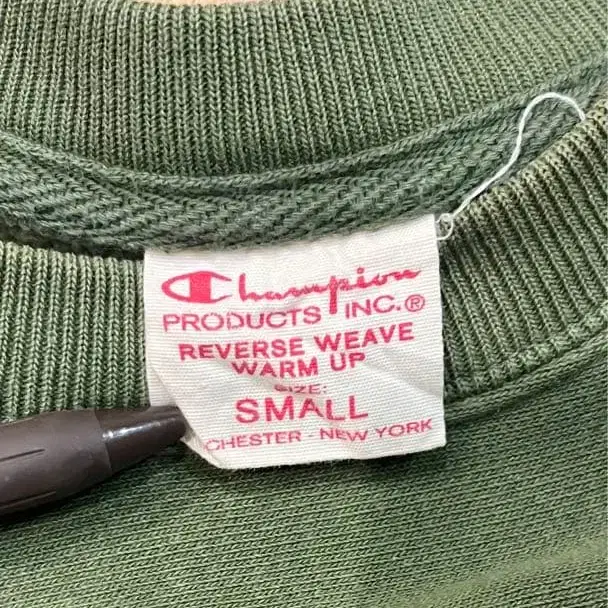 Champion
PRODUCTS INC.®
REVERSE WEAVE
WARM UP
SIZE:
SMALL
CHESTER - NEW YORK